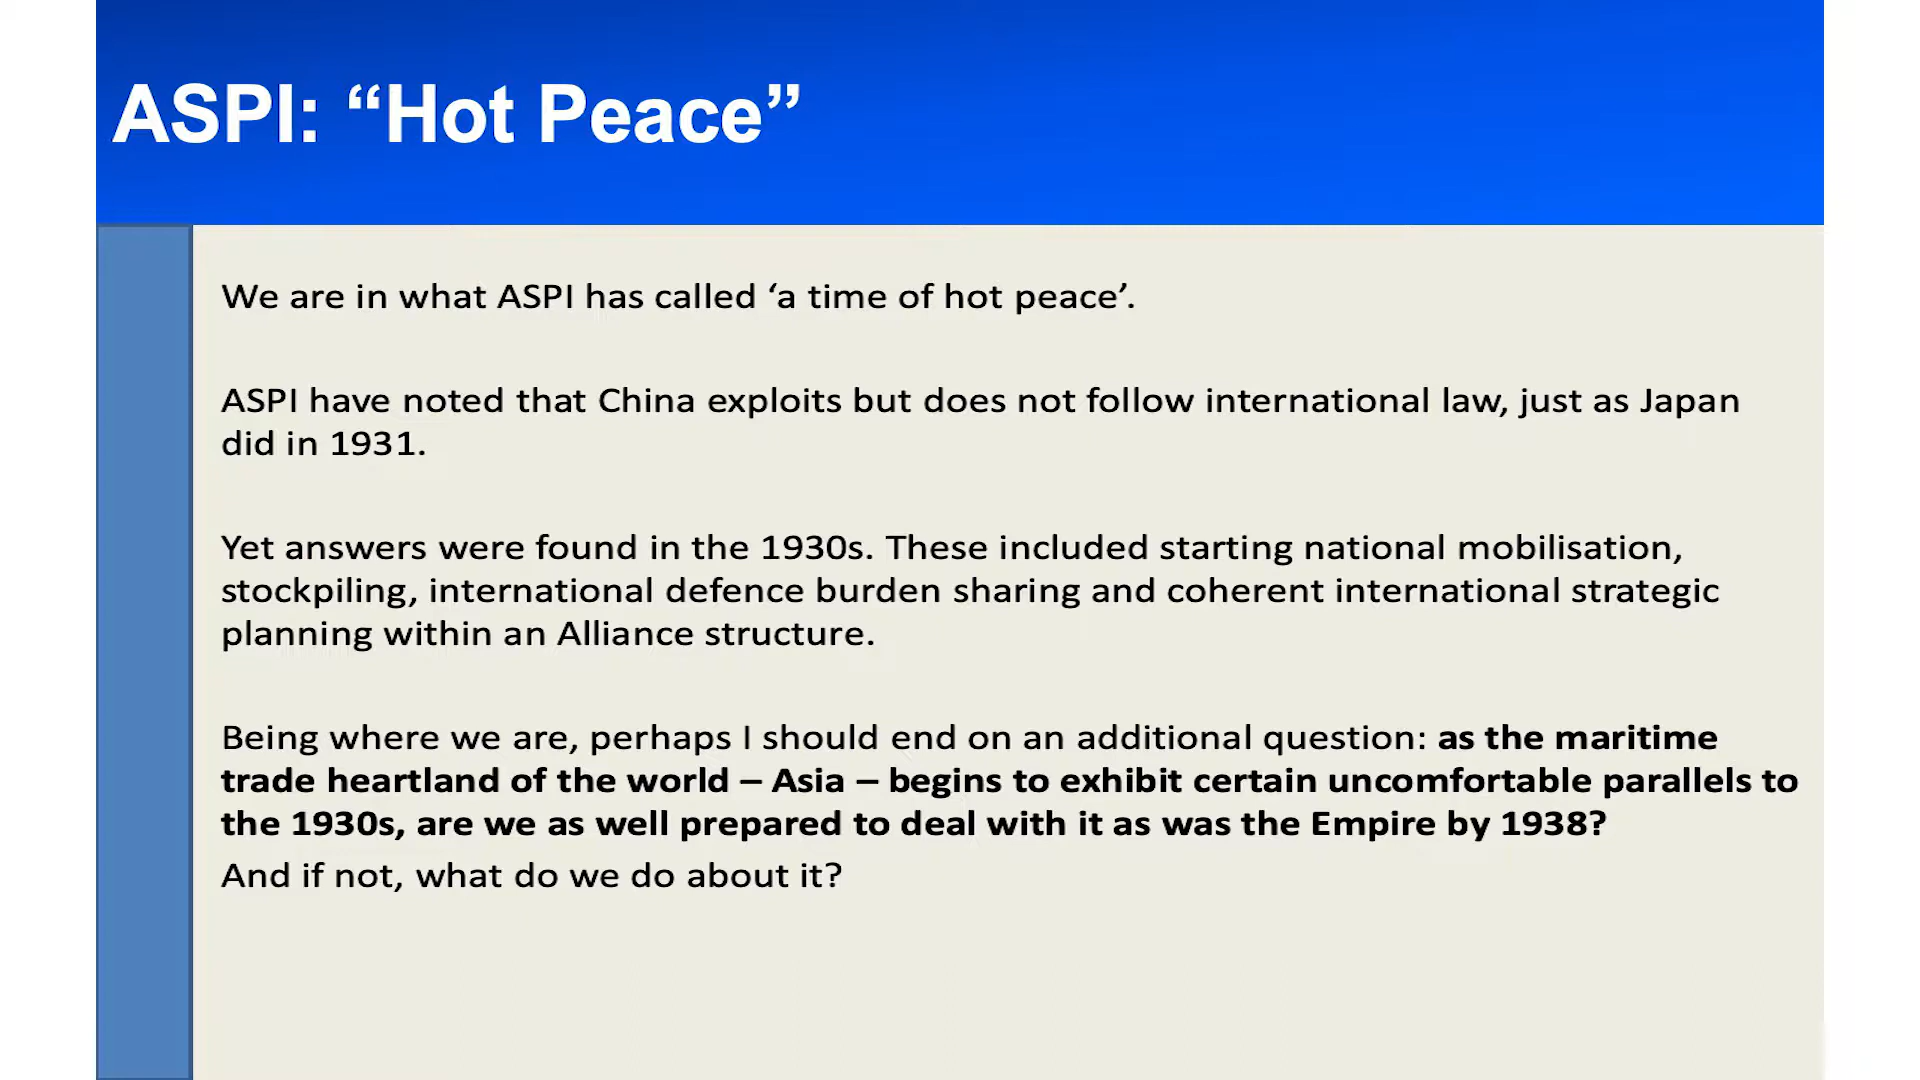 ASPI: “Hot Peace”
We are in what ASPI has called ‘a time of hot peace’.
ASPI have noted that China exploits but does not follow international law, just as Japan
did in 1931.
Yet answers were found in the 1930s. These included starting national mobilisation,
stockpiling, international defence burden sharing and coherent international strategic
planning within an Alliance structure.
Being where we are, perhaps I should end on an additional question: as the maritime
trade heartland of the world – Asia – begins to exhibit certain uncomfortable parallels to
the 1930s, are we as well prepared to deal with it as was the Empire by 1938?
And if not, what do we do about it?